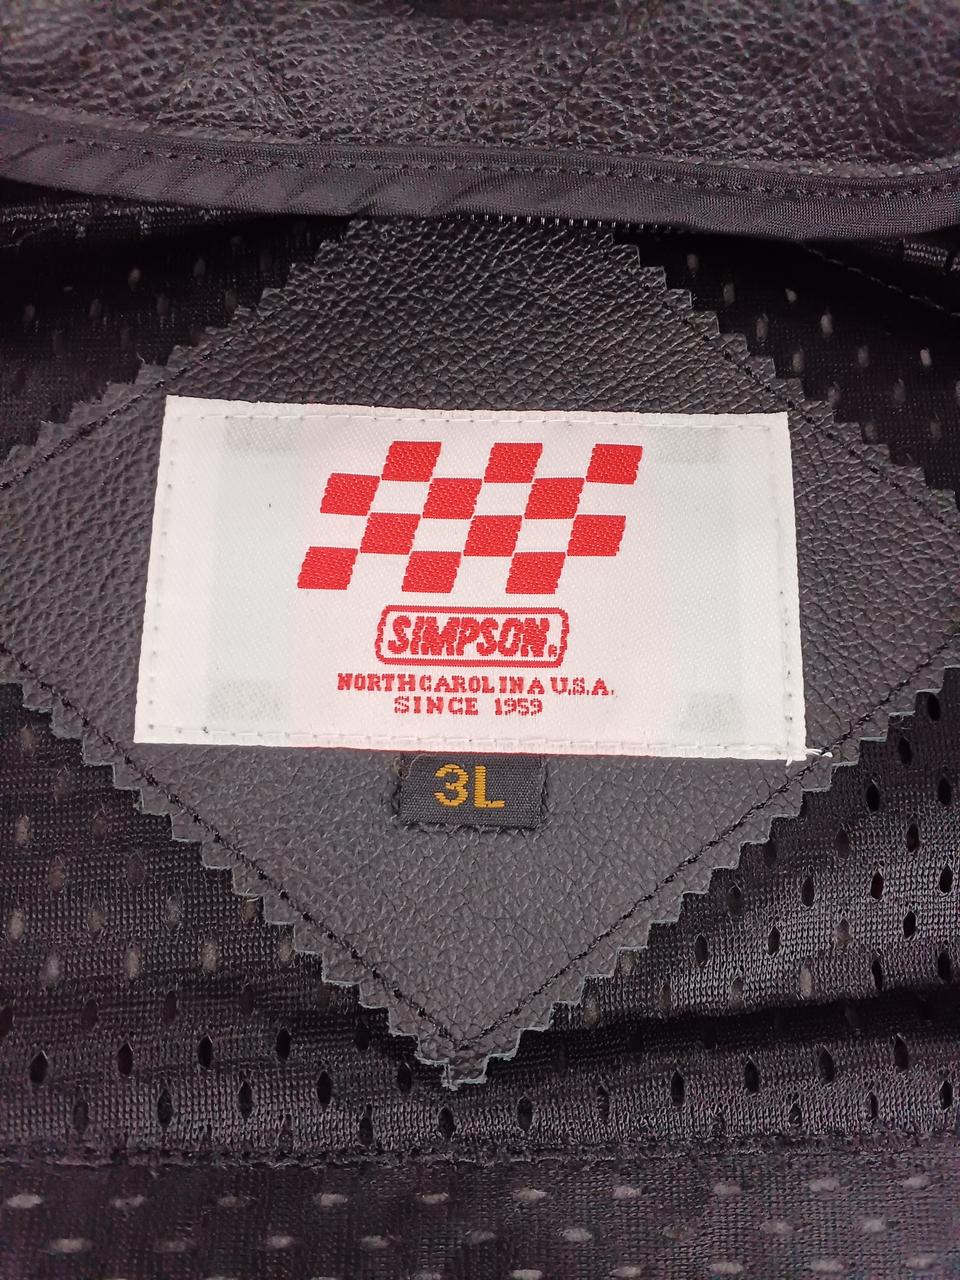 SIMPSON®
NORTH CAROLINA U.S.A.
SINCE 1959
3L